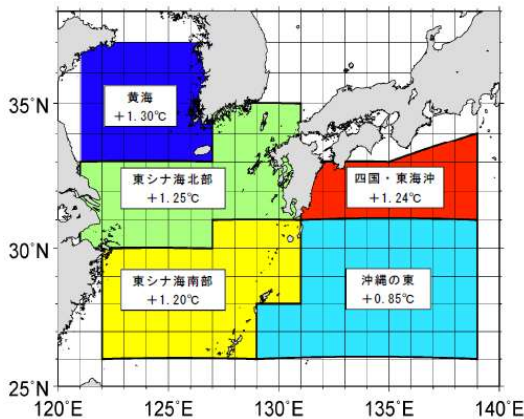 35°N
30°N
25°N
120°E
125°E
130°E
135°E
140°E
黄海
+1.30℃
東シナ海北部
+1.25℃
四国・東海沖
+1.24℃
東シナ海南部
+1.20℃
沖縄の東
+0.85℃